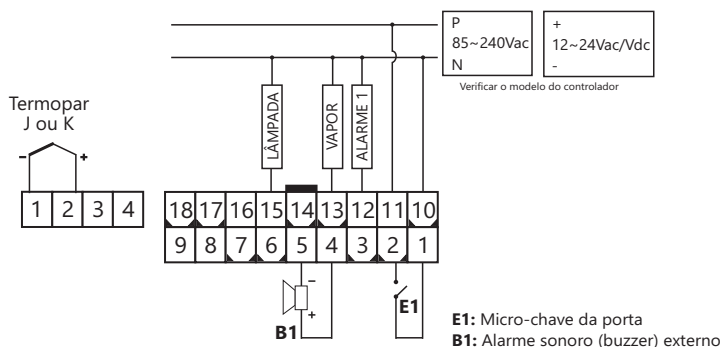 P
85~240Vac
N
+
12~24Vac/Vdc
-
Verificar o modelo do controlador
Termopar
J ou K
- +
1 2 3 4
LÂMPADA
VAPOR
ALARME 1
18 17 16 15 14 13 12 11 10
9 8 7 6 5 4 3 2 1
-
+
B1
E1
E1: Micro-chave da porta
B1: Alarme sonoro (buzzer) externo